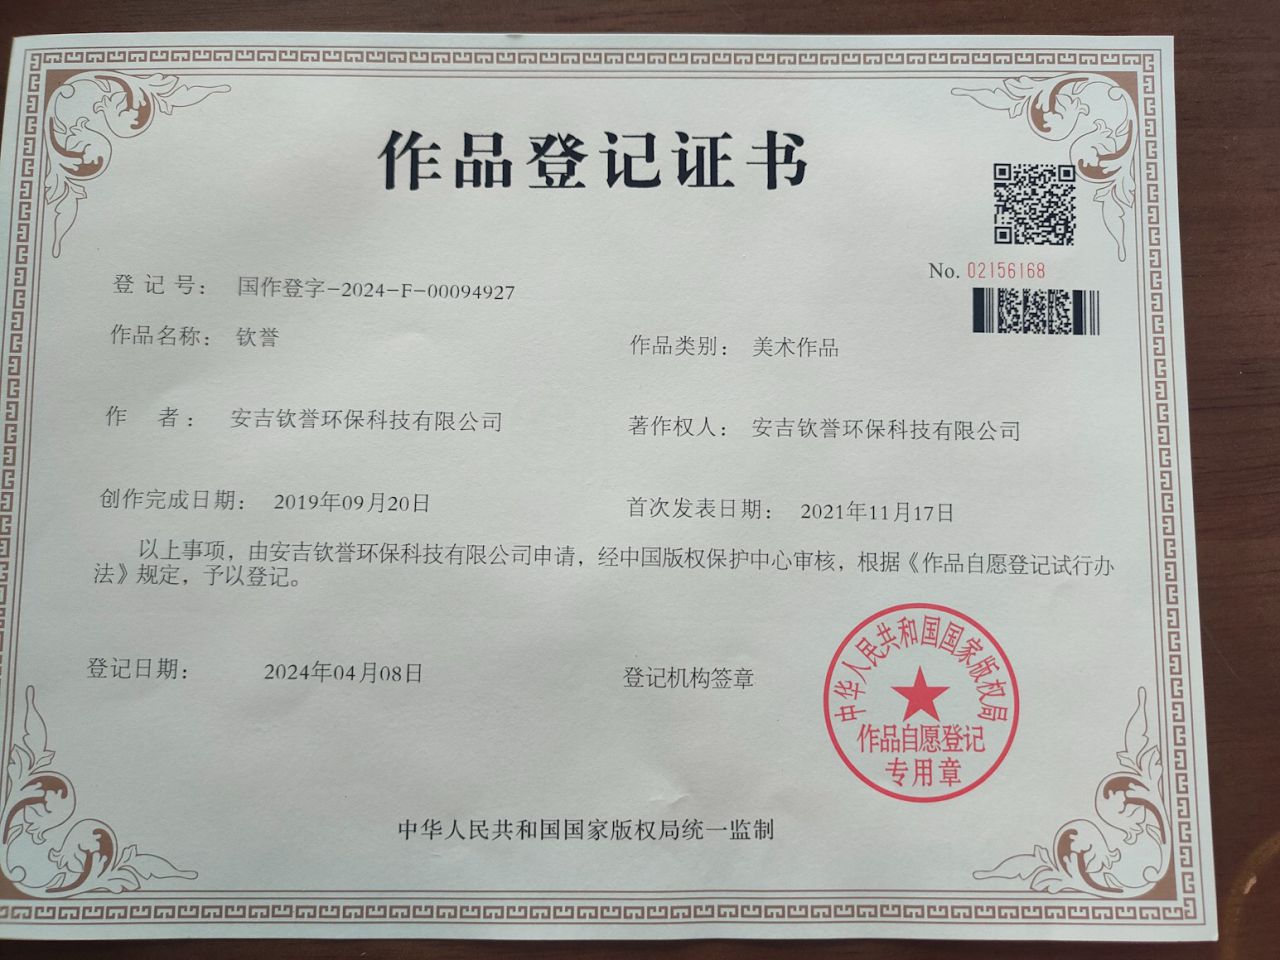 作品登记证书
No. 02156168
登记号： 国作登字-2024-F-00094927
作品名称： 钦誉
作品类别： 美术作品
作 者： 安吉钦誉环保科技有限公司
著作权人： 安吉钦誉环保科技有限公司
创作完成日期： 2019年09月20日
首次发表日期： 2021年11月17日
以上事项，由安吉钦誉环保科技有限公司申请，经中国版权保护中心审核，根据《作品自愿登记试行办
法》规定，予以登记。
登记日期： 2024年04月08日
登记机构签章
中华人民共和国国家版权局
作品自愿登记
专用章
中华人民共和国国家版权局统一监制